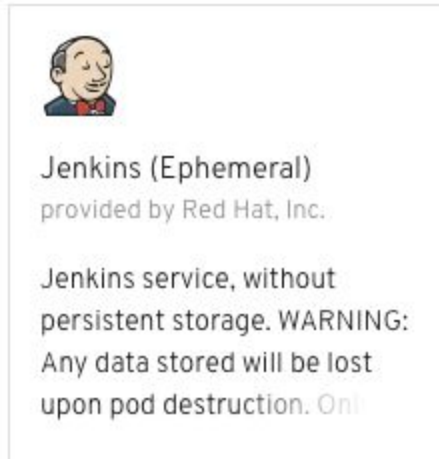 Jenkins (Ephemeral)
provided by Red Hat, Inc.
Jenkins service, without
persistent storage. WARNING:
Any data stored will be lost
upon pod destruction.